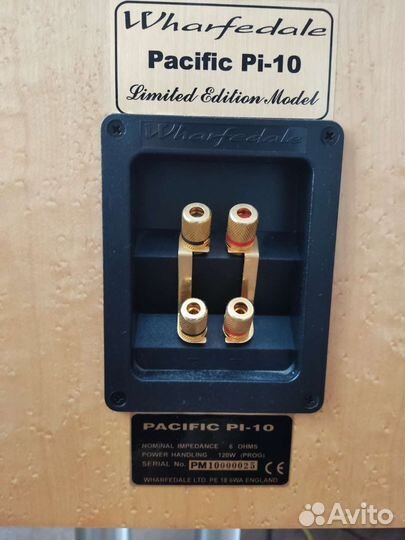 Wharfedale
Pacific Pi-10
Limited Edition Model
Wharfedale
PACIFIC PI-10
NOMINAL IMPEDANCE 6 OHMS
POWER HANDLING 120W (PROG)
SERIAL No. PM10000025 CE
WHARFEDALE LTD. PE 18 6WA ENGLAND
Avito